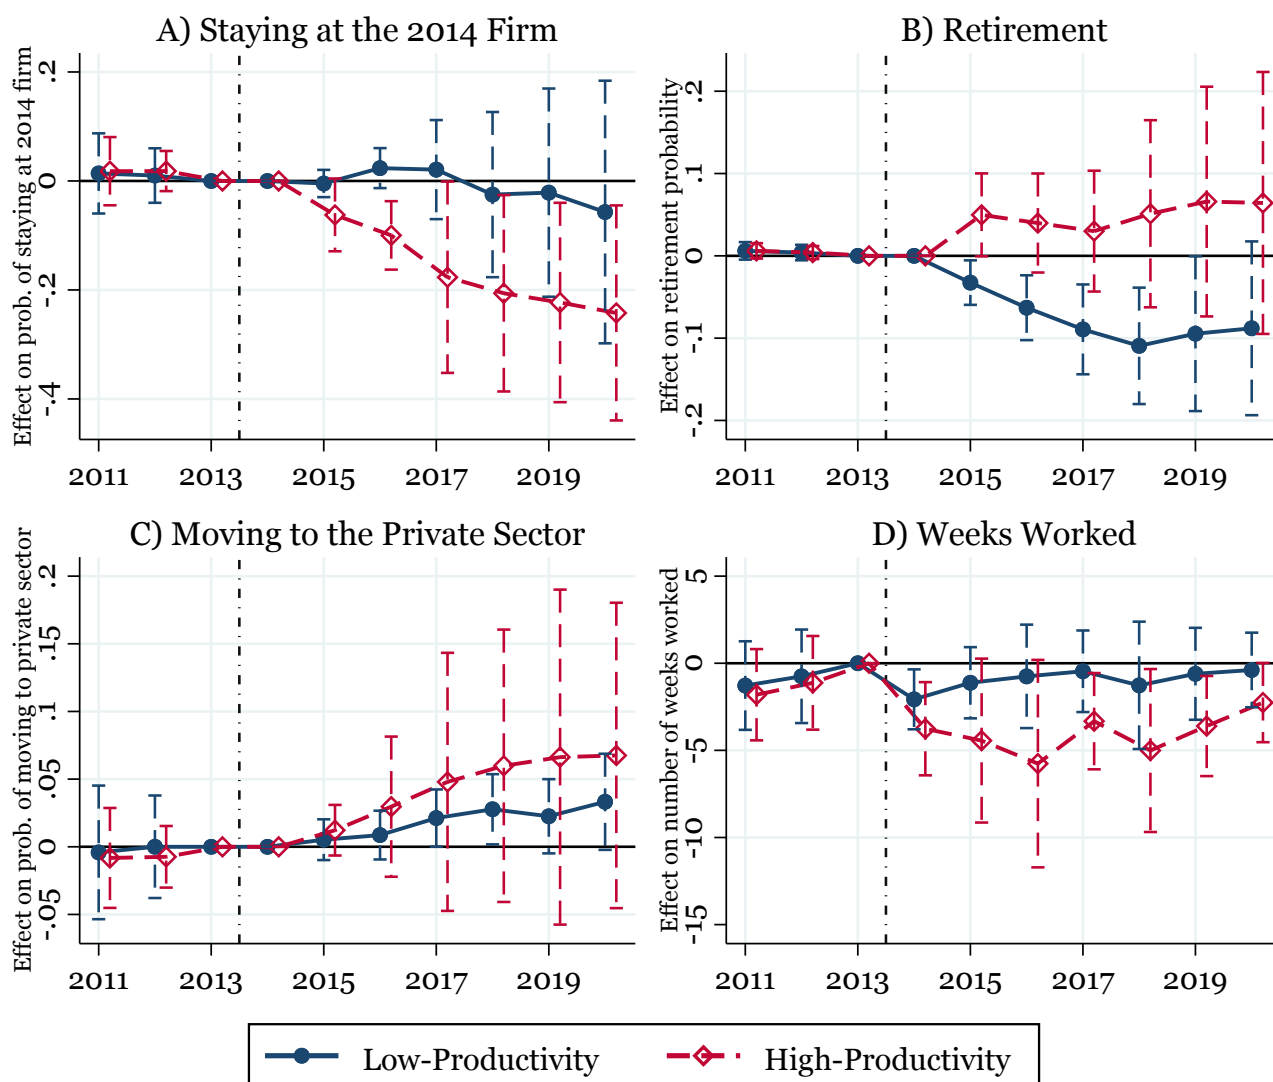 A) Staying at the 2014 Firm
Effect on prob. of staying at 2014 firm
.2
0
-.2
-.4
2011 2013 2015 2017 2019
B) Retirement
Effect on retirement probability
.2
.1
0
-.1
-.2
2011 2013 2015 2017 2019
C) Moving to the Private Sector
Effect on prob. of moving to private sector
.2
.15
.1
.05
0
-.05
2011 2013 2015 2017 2019
D) Weeks Worked
Effect on number of weeks worked
5
0
-5
-10
-15
2011 2013 2015 2017 2019
Low-Productivity
High-Productivity